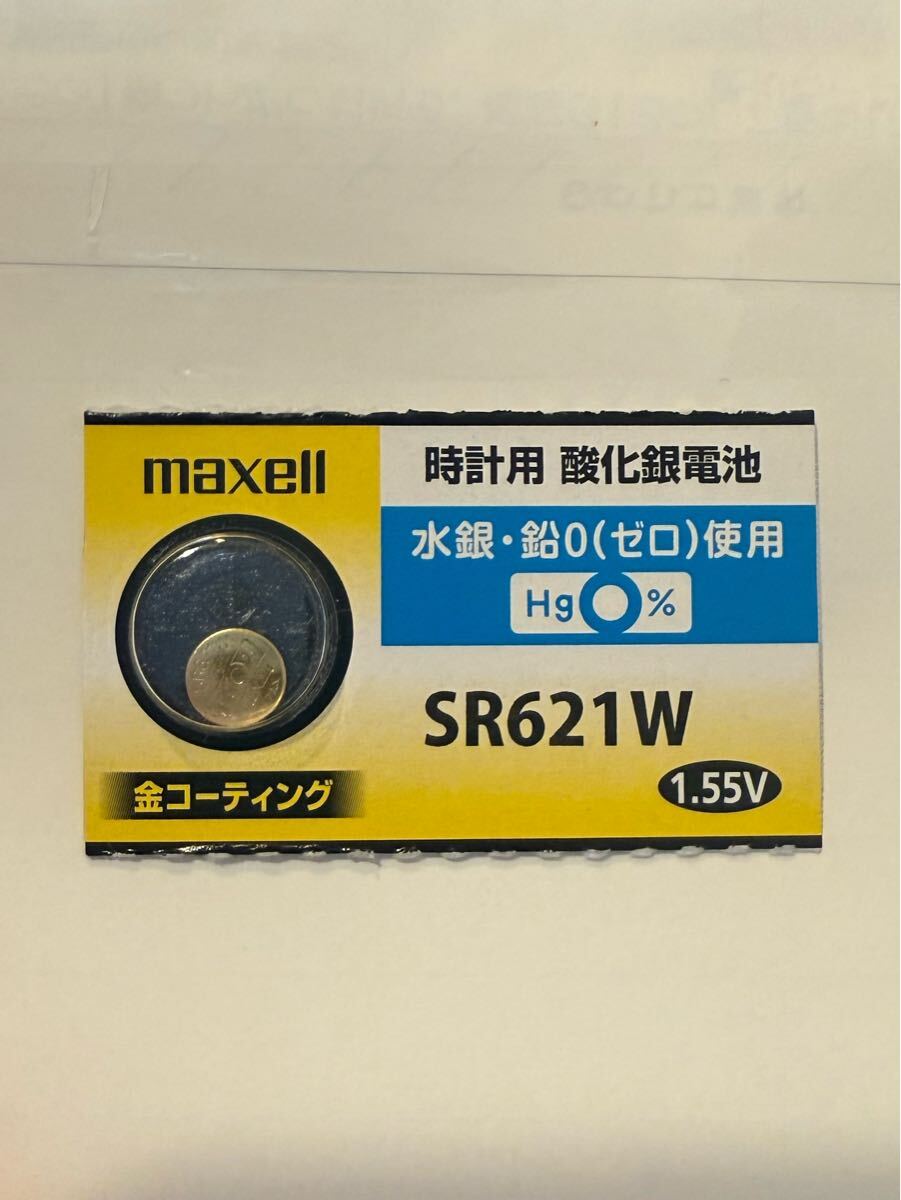 maxell
時計用 酸化銀電池
水銀・鉛0(ゼロ)使用
Hg0%
SR621W
1.55V
金コーティング